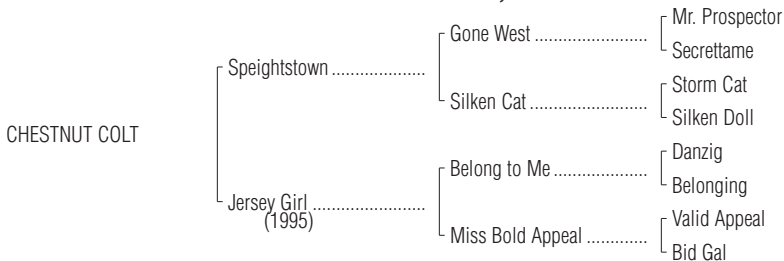 Mr. Prospector
Gone West ........................
Secrettame
Speightstown ....................
Storm Cat
Silken Cat .........................
Silken Doll
CHESTNUT COLT
Danzig
Belong to Me ....................
Belonging
Jersey Girl ........................
(1995)
Valid Appeal
Miss Bold Appeal .............
Bid Gal